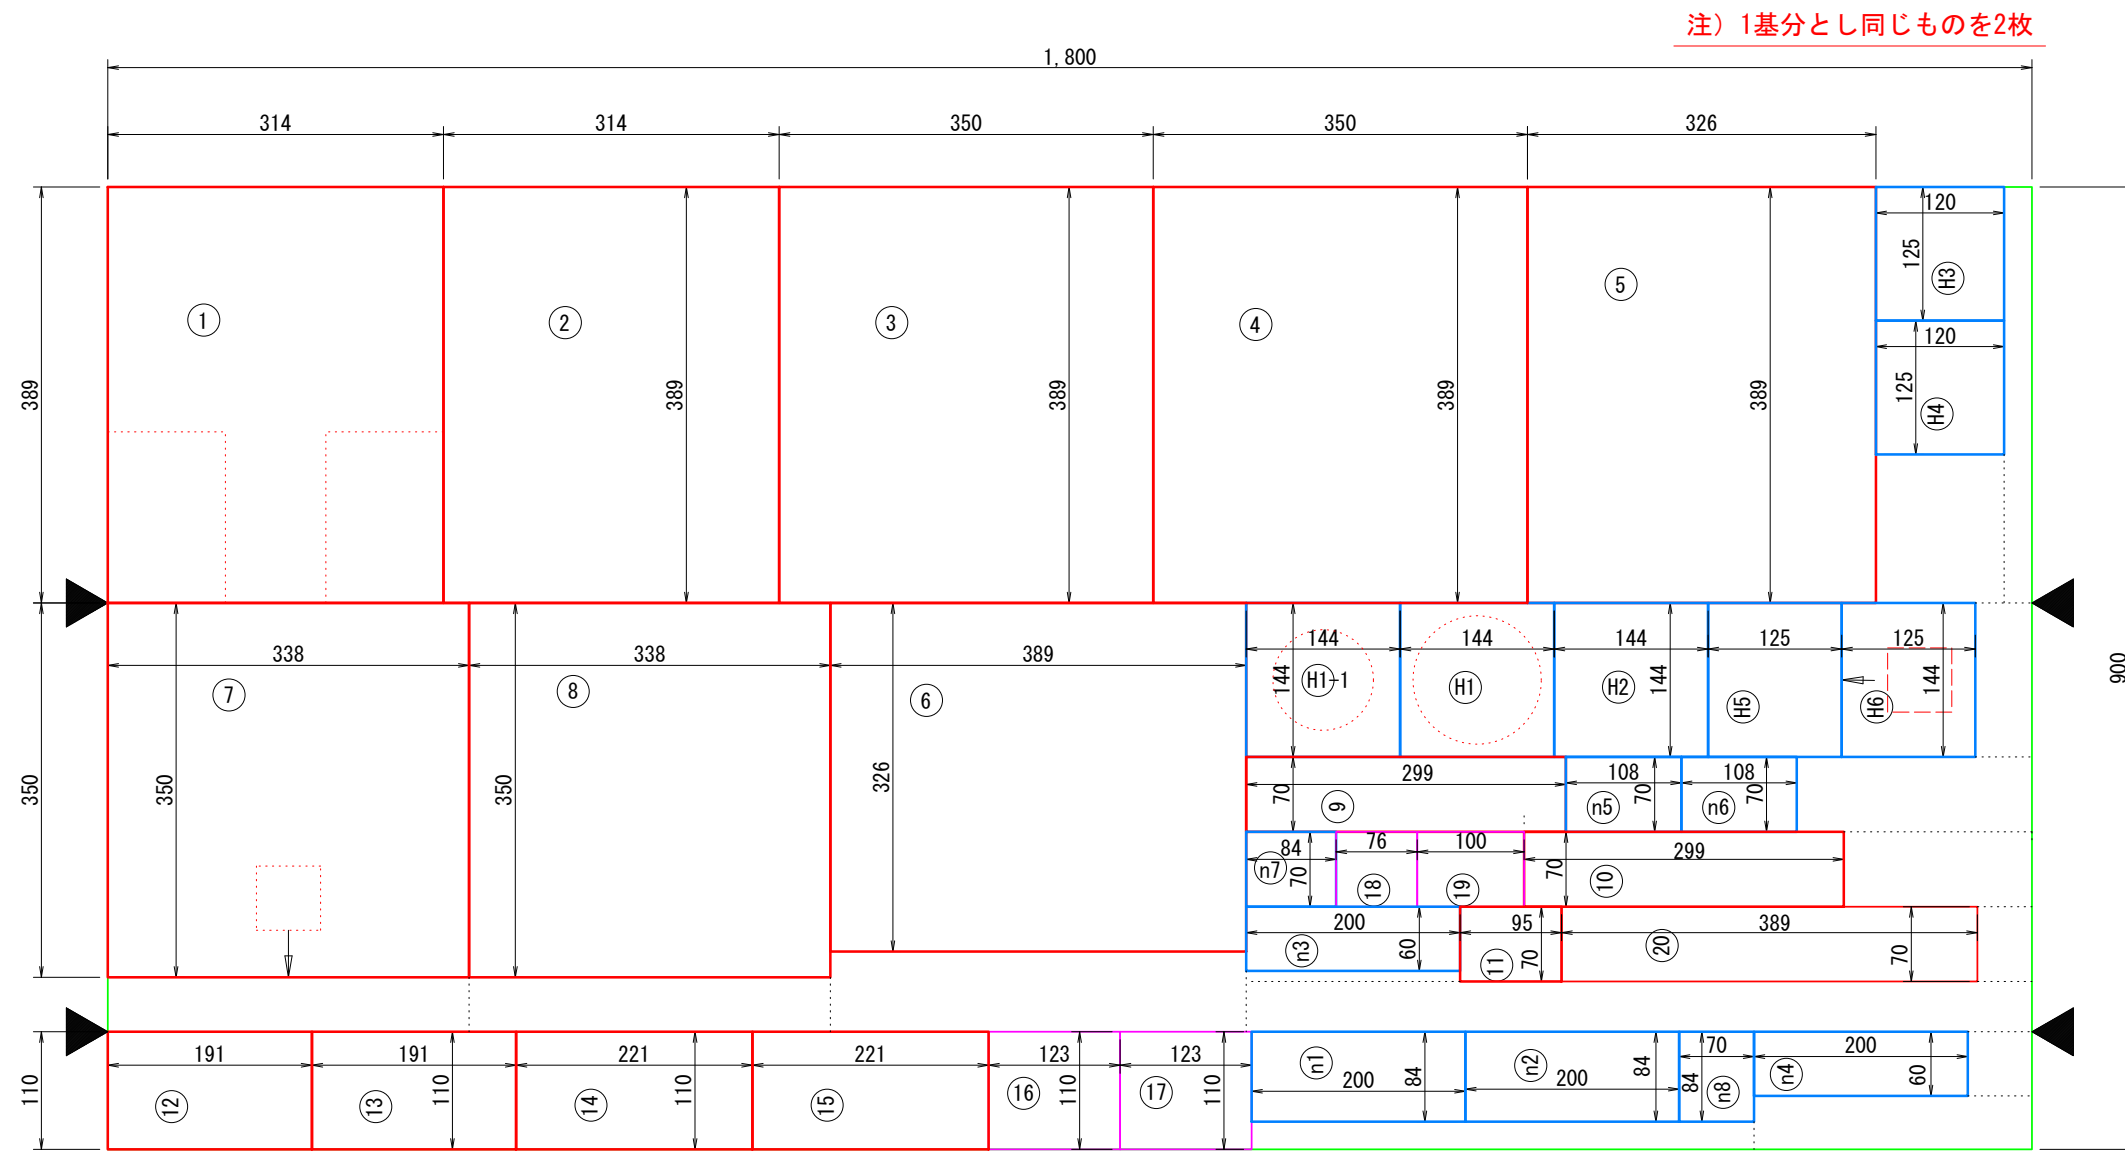 注）1基分とし同じものを2枚
1,800
314 314 350 350 326
120
125
H3
120
125
H4
① ② ③ ④ ⑤
389 389 389 389 389
900
338 338 389 144 144 144 125 125
⑦ ⑧ ⑥ H1-1 H1 H2 H5 H6
144 144 144
350 350 350 326
299 108 108
70 9 n5 70 n6 70
84 76 100 299
n7 70 18 19 70 10
200 95 389
n3 60 11 70 20 70
191 191 221 221 123 123 200 200 70 200
110 12 13 110 14 110 15 16 110 17 110 n1 84 n2 84 84 n8 n4 60